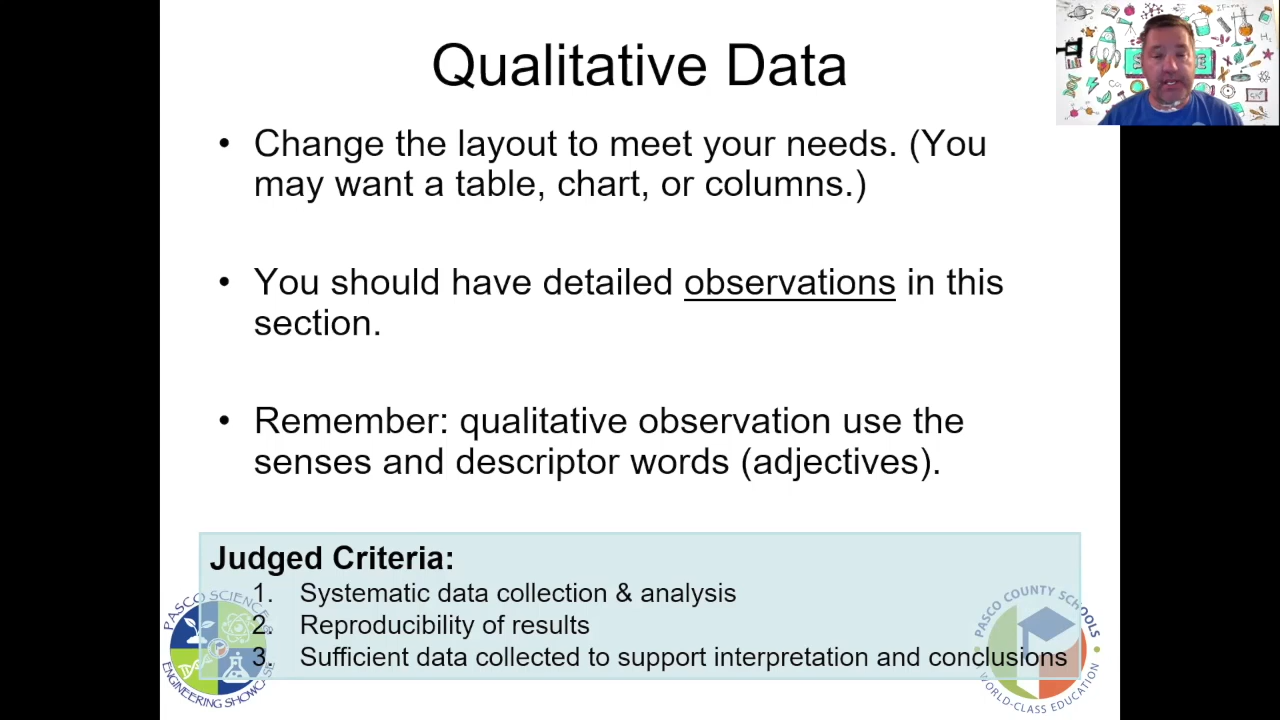 Qualitative Data
• Change the layout to meet your needs. (You
may want a table, chart, or columns.)
• You should have detailed observations in this
section.
• Remember: qualitative observation use the
senses and descriptor words (adjectives).
Judged Criteria:
1. Systematic data collection & analysis
2. Reproducibility of results
3. Sufficient data collected to support interpretation and conclusions
PASCO SCIENCE
ENGINEERING SHOWCASE
PASCO COUNTY SCHOOLS
WORLD-CLASS EDUCATION